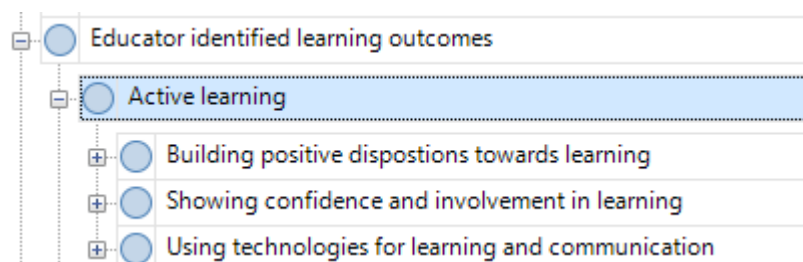 Educator identified learning outcomes
Active learning
Building positive dispostions towards learning
Showing confidence and involvement in learning
Using technologies for learning and communication